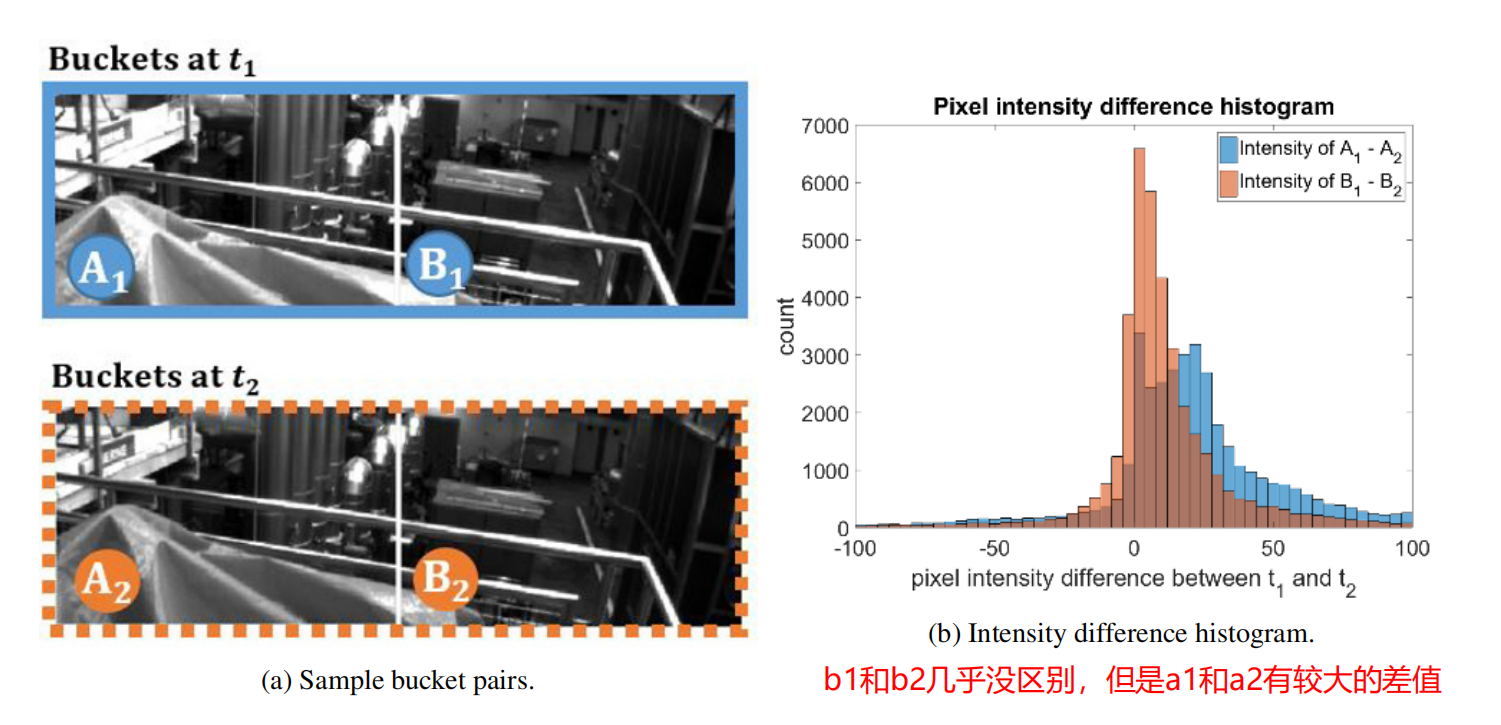 Buckets at t1
A1
B1
Buckets at t2
A2
B2
(a) Sample bucket pairs.
Pixel intensity difference histogram
Intensity of A1 - A2
Intensity of B1 - B2
count
7000
6000
5000
4000
3000
2000
1000
0
-100
-50
0
50
100
pixel intensity difference between t1 and t2
(b) Intensity difference histogram.
b1和b2几乎没区别，但是a1和a2有较大的差值